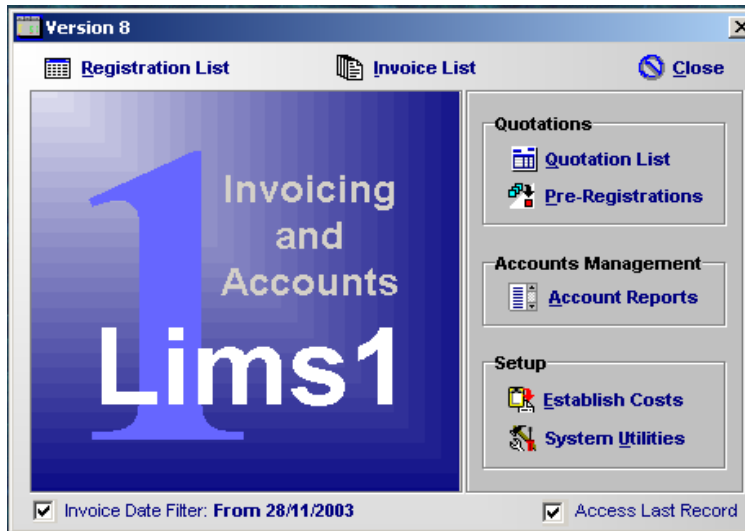 Version 8
Registration List
Invoice List
Close
1
Invoicing
and
Accounts
Lims1
Quotations
Quotation List
Pre-Registrations
Accounts Management
Account Reports
Setup
Establish Costs
System Utilities
Invoice Date Filter: From 28/11/2003
Access Last Record